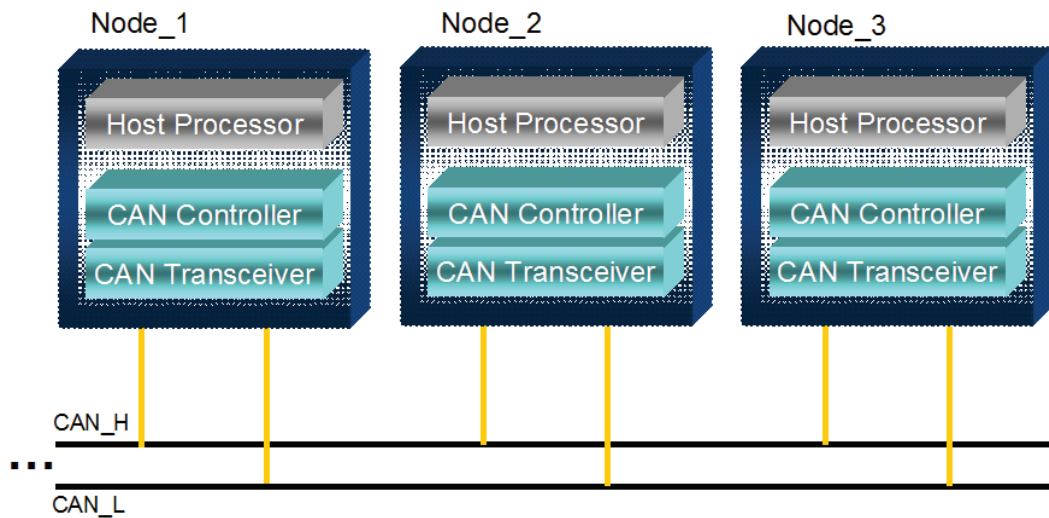 Node_1
Node_2
Node_3
Host Processor
Host Processor
Host Processor
CAN Controller
CAN Controller
CAN Controller
CAN Transceiver
CAN Transceiver
CAN Transceiver
CAN_H
...
CAN_L